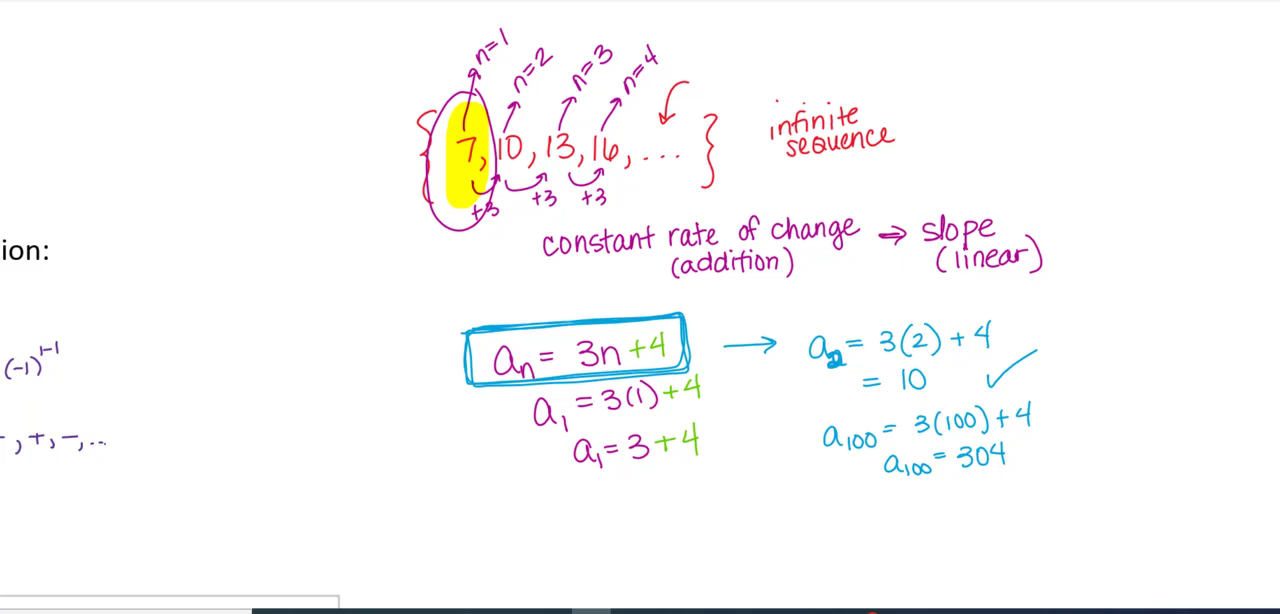 n=1 n=2 n=3 n=4
{ 7, 10, 13, 16, ... }
infinite
sequence
+3 +3 +3
constant rate of change ⇒ slope
(addition) (linear)
ion:
aₙ = 3n +4 → a₂ = 3(2) + 4
(-1)¹⁻¹
= 10 ✓
a₁ = 3(1) +4
a₁₀₀ = 3(100) + 4
, +, −, ...
a₁ = 3 +4
a₁₀₀ = 304